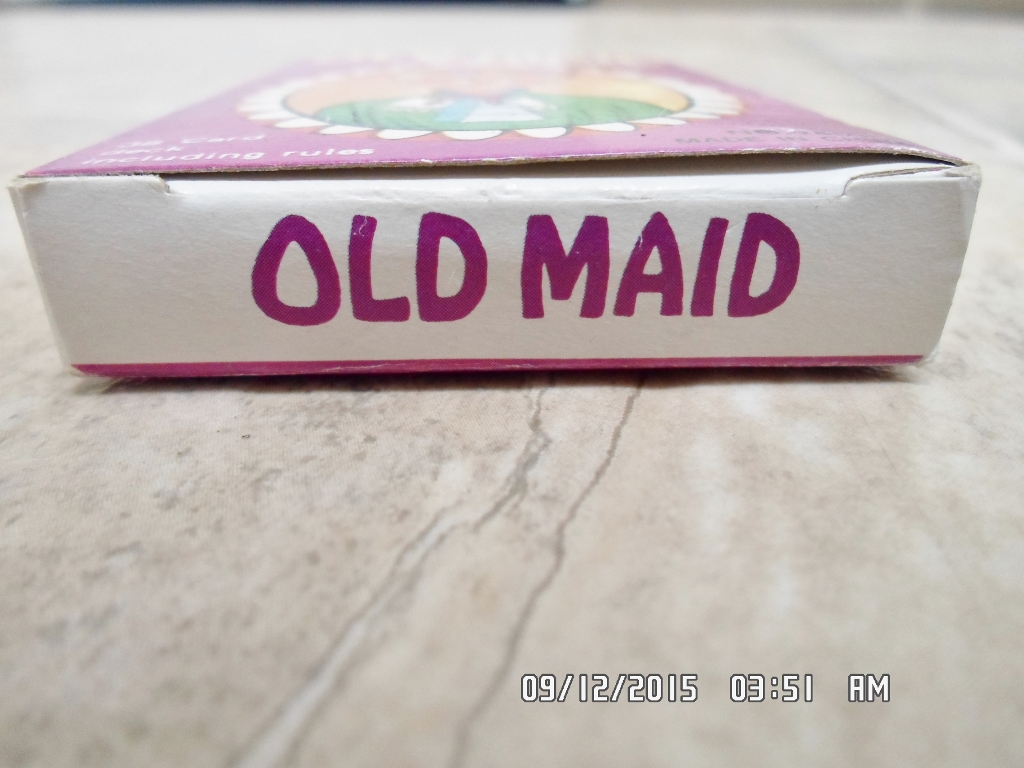 Card
including rules
OLD MAID
09/12/2015 03:51 AM